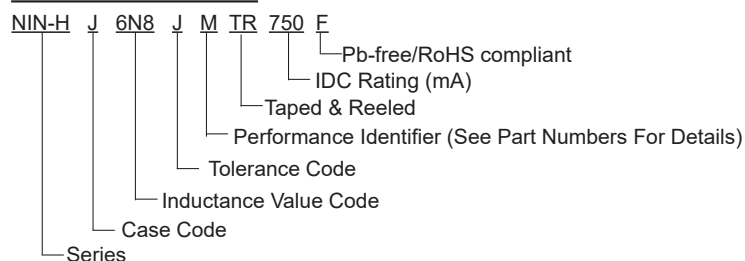 NIN-H J 6N8 J M TR 750 F
Pb-free/RoHS compliant
IDC Rating (mA)
Taped & Reeled
Performance Identifier (See Part Numbers For Details)
Tolerance Code
Inductance Value Code
Case Code
Series